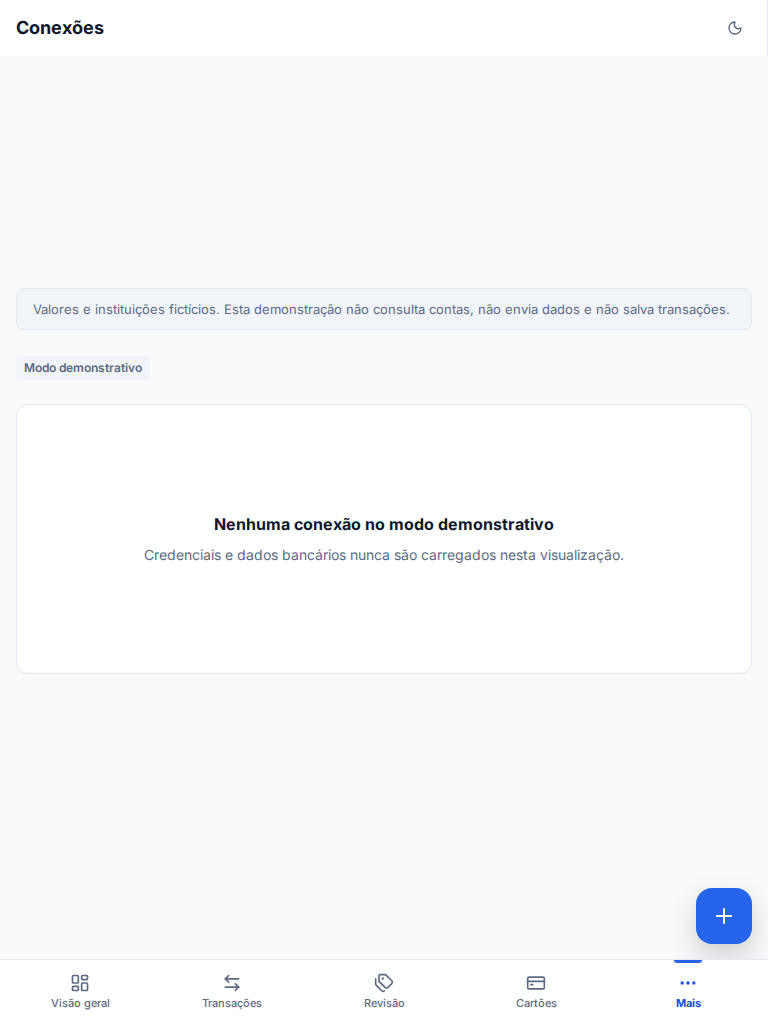 Conexões
Valores e instituições fictícios. Esta demonstração não consulta contas, não envia dados e não salva transações.
Modo demonstrativo
Nenhuma conexão no modo demonstrativo
Credenciais e dados bancários nunca são carregados nesta visualização.
Visão geral
Transações
Revisão
Cartões
Mais